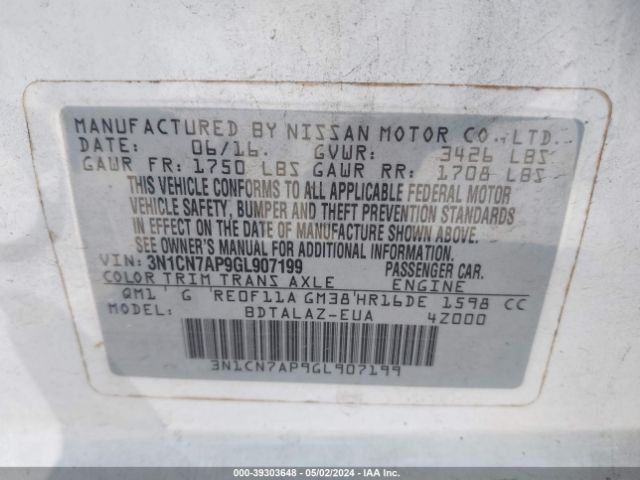 MANUFACTURED BY NISSAN MOTOR CO., LTD.
DATE: 06/16. GVWR: 3426 LBS
GAWR FR: 1750 LBS GAWR RR: 1708 LBS
THIS VEHICLE CONFORMS TO ALL APPLICABLE FEDERAL MOTOR
VEHICLE SAFETY, BUMPER AND THEFT PREVENTION STANDARDS
IN EFFECT ON THE DATE OF MANUFACTURE SHOWN ABOVE.
SEE OWNER'S MANUAL FOR ADDITIONAL INFORMATION.
VIN: 3N1CN7AP9GL907199 PASSENGER CAR.
COLOR TRIM TRANS AXLE ENGINE
QM1 G RE0F11A GM38 HR16DE 1598 CC
MODEL: BDTALAZ-EUA 4Z000
3N1CN7AP9GL907199
000-39303648 - 05/02/2024 - IAA Inc.